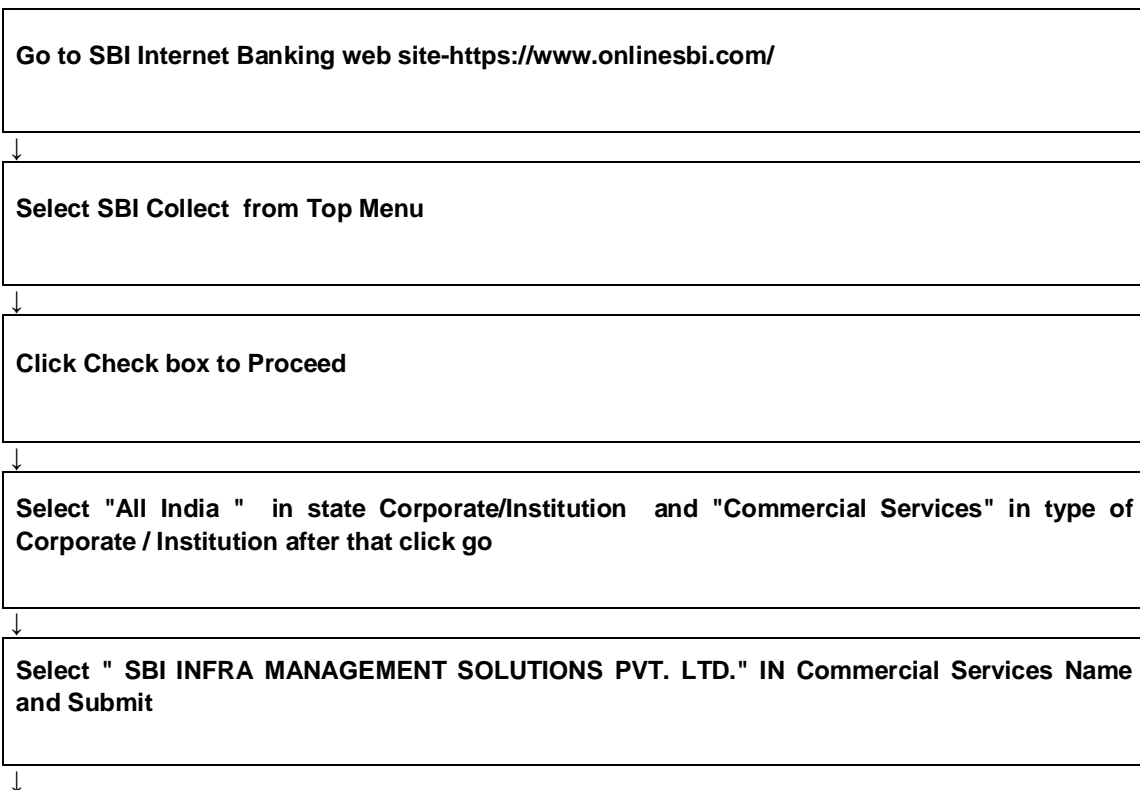 Go to SBI Internet Banking web site-https://www.onlinesbi.com/
↓
Select SBI Collect from Top Menu
↓
Click Check box to Proceed
↓
Select "All India " in state Corporate/Institution and "Commercial Services" in type of
Corporate / Institution after that click go
↓
Select " SBI INFRA MANAGEMENT SOLUTIONS PVT. LTD." IN Commercial Services Name
and Submit
↓